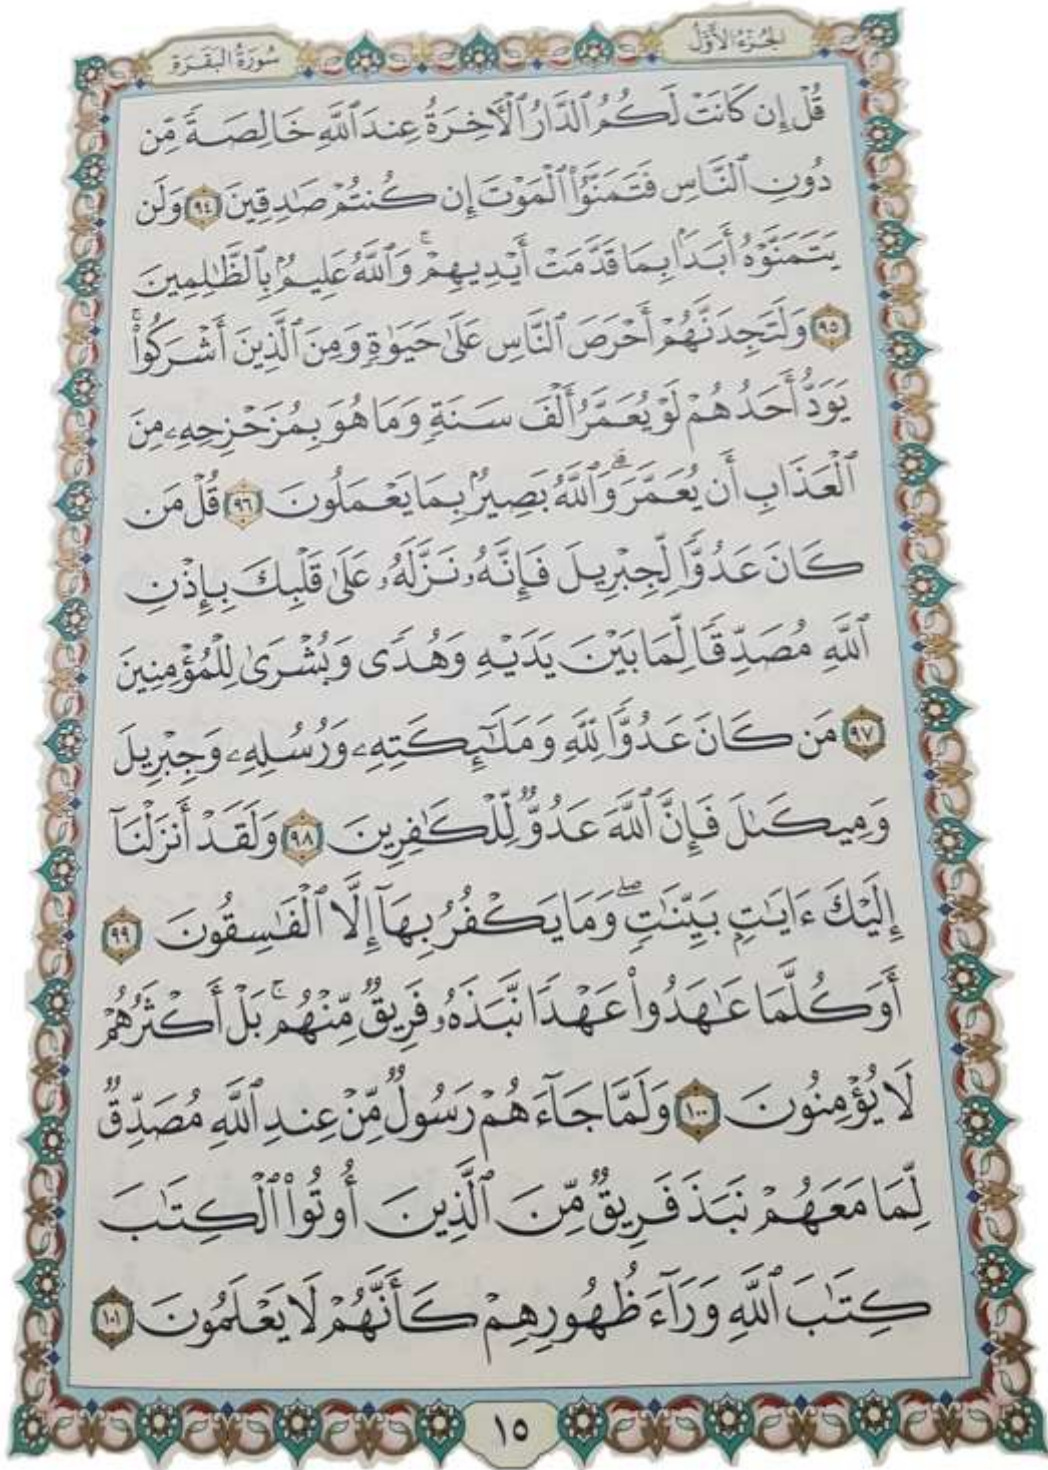 الجُزْءُ الأَوَّلُ
سُورَةُ البَقَرَةِ
قُلْ إِن كَانَتْ لَكُمُ ٱلدَّارُ ٱلْأٓخِرَةُ عِندَ ٱللَّهِ خَالِصَةً مِّن
دُونِ ٱلنَّاسِ فَتَمَنَّوُا۟ ٱلْمَوْتَ إِن كُنتُمْ صَٰدِقِينَ ٩٤ وَلَن
يَتَمَنَّوْهُ أَبَدًۢا بِمَا قَدَّمَتْ أَيْدِيهِمْ ۚ وَٱللَّهُ عَلِيمٌۢ بِٱلظَّٰلِمِينَ
٩٥ وَلَتَجِدَنَّهُمْ أَحْرَصَ ٱلنَّاسِ عَلَىٰ حَيَوٰةٍ وَمِنَ ٱلَّذِينَ أَشْرَكُوا۟ ۚ
يَوَدُّ أَحَدُهُمْ لَوْ يُعَمَّرُ أَلْفَ سَنَةٍ وَمَا هُوَ بِمُزَحْزِحِهِۦ مِنَ
ٱلْعَذَابِ أَن يُعَمَّرَ ۗ وَٱللَّهُ بَصِيرٌۢ بِمَا يَعْمَلُونَ ٩٦ قُلْ مَن
كَانَ عَدُوًّا لِّجِبْرِيلَ فَإِنَّهُۥ نَزَّلَهُۥ عَلَىٰ قَلْبِكَ بِإِذْنِ
ٱللَّهِ مُصَدِّقًا لِّمَا بَيْنَ يَدَيْهِ وَهُدًى وَبُشْرَىٰ لِلْمُؤْمِنِينَ
٩٧ مَن كَانَ عَدُوًّا لِّلَّهِ وَمَلَٰٓئِكَتِهِۦ وَرُسُلِهِۦ وَجِبْرِيلَ
وَمِيكَىٰلَ فَإِنَّ ٱللَّهَ عَدُوٌّ لِّلْكَٰفِرِينَ ٩٨ وَلَقَدْ أَنزَلْنَآ
إِلَيْكَ ءَايَٰتٍۭ بَيِّنَٰتٍ ۖ وَمَا يَكْفُرُ بِهَآ إِلَّا ٱلْفَٰسِقُونَ ٩٩
أَوَكُلَّمَا عَٰهَدُوا۟ عَهْدًا نَّبَذَهُۥ فَرِيقٌ مِّنْهُم ۚ بَلْ أَكْثَرُهُمْ
لَا يُؤْمِنُونَ ١٠٠ وَلَمَّا جَآءَهُمْ رَسُولٌ مِّنْ عِندِ ٱللَّهِ مُصَدِّقٌ
لِّمَا مَعَهُمْ نَبَذَ فَرِيقٌ مِّنَ ٱلَّذِينَ أُوتُوا۟ ٱلْكِتَٰبَ
كِتَٰبَ ٱللَّهِ وَرَآءَ ظُهُورِهِمْ كَأَنَّهُمْ لَا يَعْلَمُونَ ١٠١
١٥